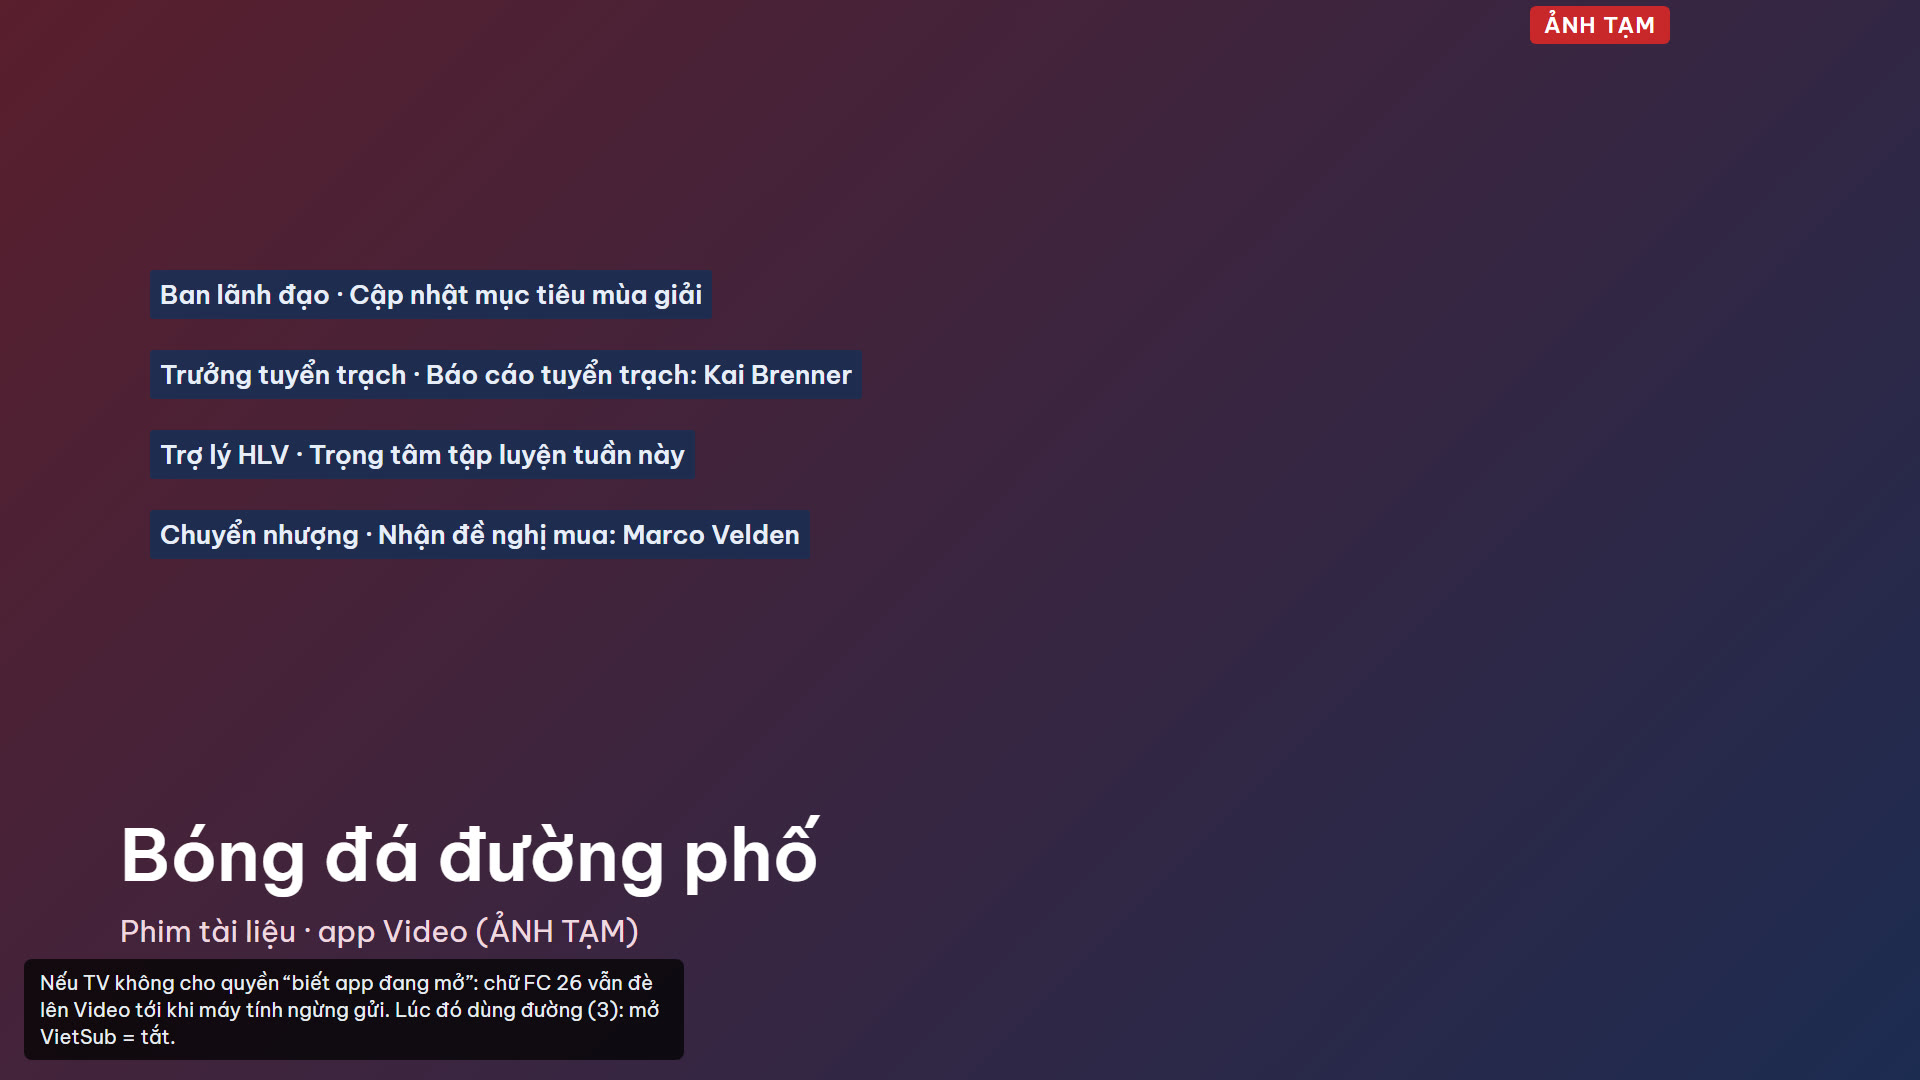 ẢNH TẠM
Ban lãnh đạo · Cập nhật mục tiêu mùa giải
Trưởng tuyển trạch · Báo cáo tuyển trạch: Kai Brenner
Trợ lý HLV · Trọng tâm tập luyện tuần này
Chuyển nhượng · Nhận đề nghị mua: Marco Velden
Bóng đá đường phố
Phim tài liệu · app Video (ẢNH TẠM)
Nếu TV không cho quyền “biết app đang mở”: chữ FC 26 vẫn đè
lên Video tới khi máy tính ngừng gửi. Lúc đó dùng đường (3): mở
VietSub = tắt.